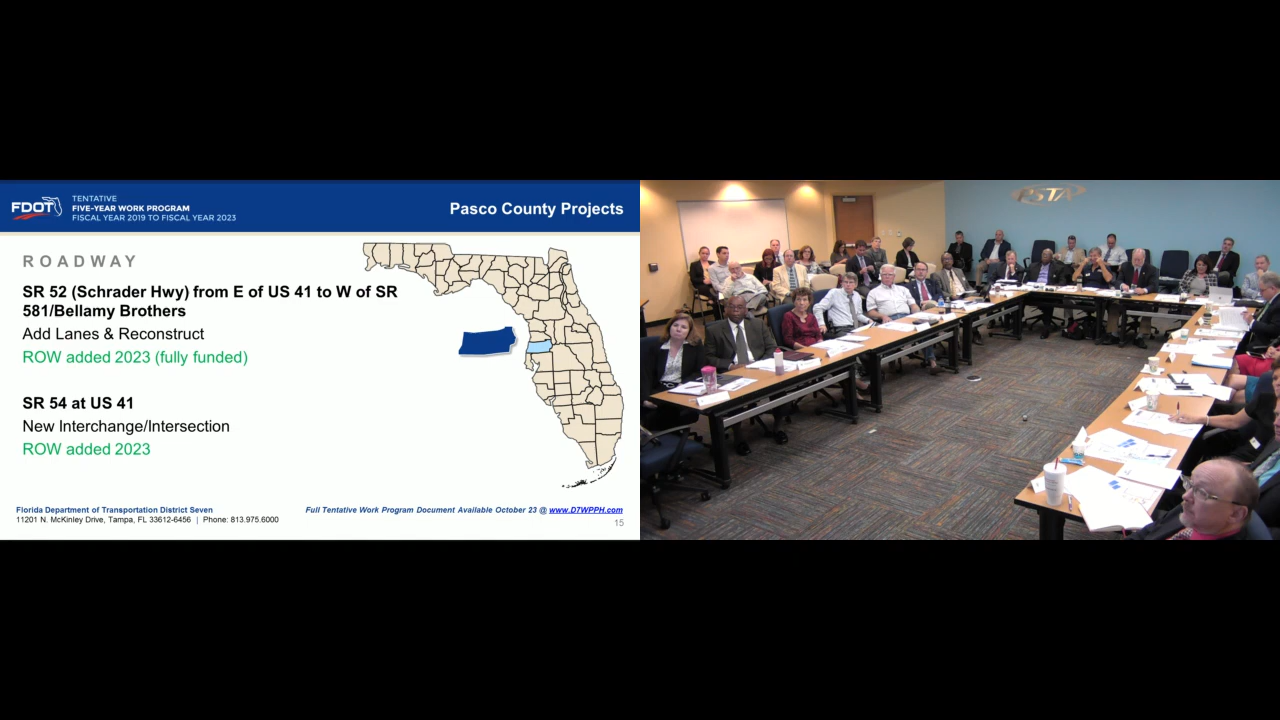 FDOT
TENTATIVE
FIVE-YEAR WORK PROGRAM
FISCAL YEAR 2019 TO FISCAL YEAR 2023
Pasco County Projects
ROADWAY
SR 52 (Schrader Hwy) from E of US 41 to W of SR
581/Bellamy Brothers
Add Lanes & Reconstruct
ROW added 2023 (fully funded)
SR 54 at US 41
New Interchange/Intersection
ROW added 2023
Florida Department of Transportation District Seven
11201 N. McKinley Drive, Tampa, FL 33612-6456 | Phone: 813.975.6000
Full Tentative Work Program Document Available October 23 @ www.D7WPPH.com
15
PSTA